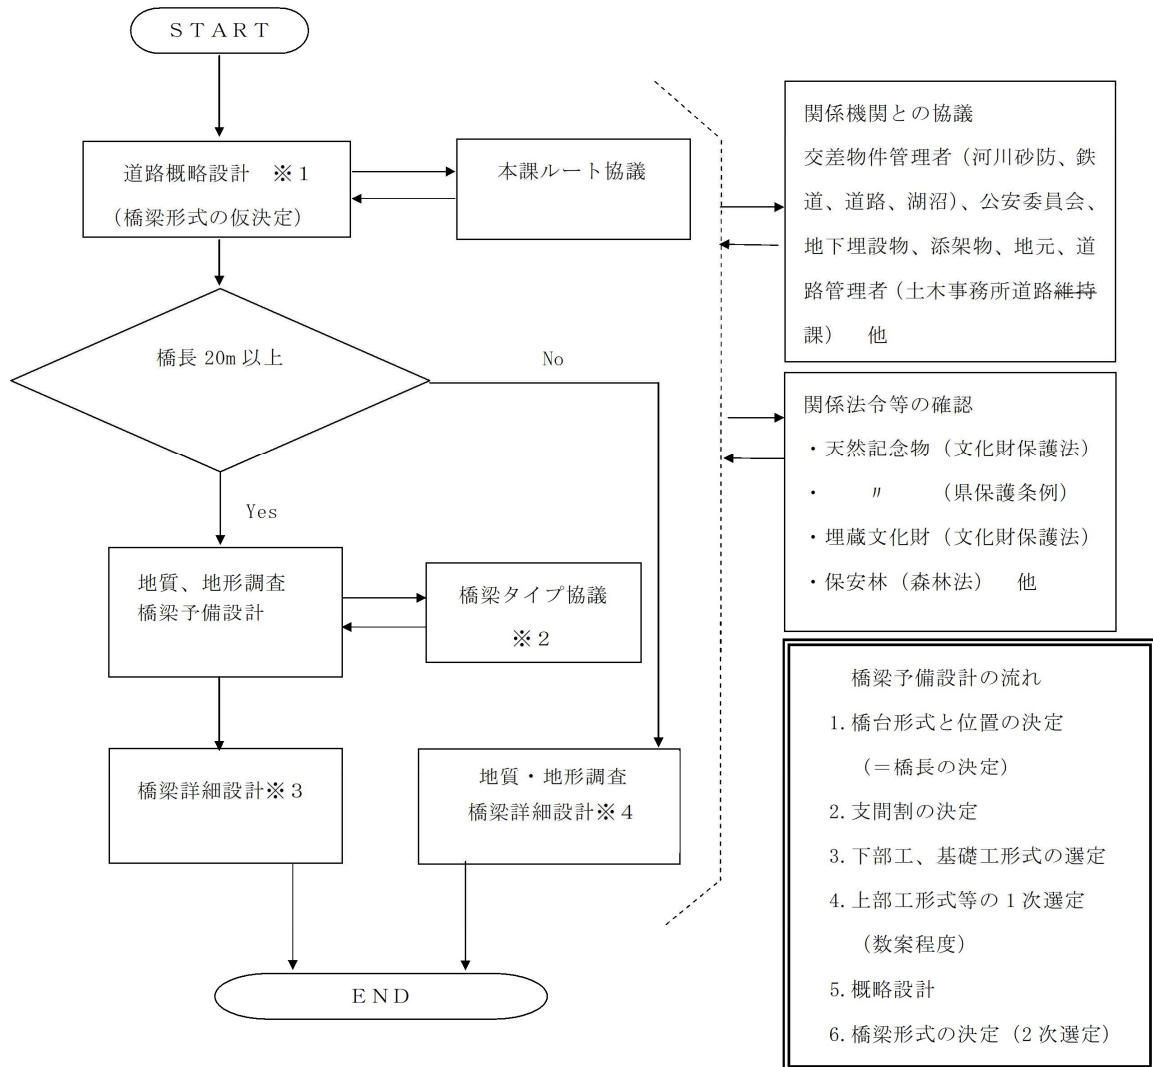 START
道路概略設計　※１
（橋梁形式の仮決定）
本課ルート協議
橋長 20m 以上
No
Yes
地質、地形調査
橋梁予備設計
橋梁タイプ協議
※２
橋梁詳細設計※３
地質・地形調査
橋梁詳細設計※４
END
関係機関との協議
交差物件管理者（河川砂防、鉄
道、道路、湖沼）、公安委員会、
地下埋設物、添架物、地元、道
路管理者（土木事務所道路維持
課）　他
関係法令等の確認
・天然記念物（文化財保護法）
・　　〃　　（県保護条例）
・埋蔵文化財（文化財保護法）
・保安林（森林法）　他
橋梁予備設計の流れ
1. 橋台形式と位置の決定
（＝橋長の決定）
2. 支間割の決定
3. 下部工、基礎工形式の選定
4. 上部工形式等の 1 次選定
（数案程度）
5. 概略設計
6. 橋梁形式の決定（2 次選定）